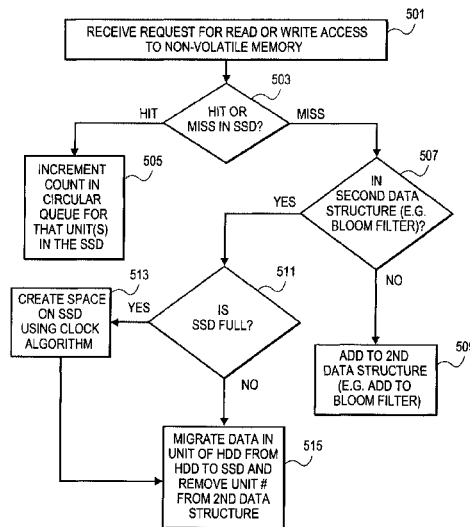 501
RECEIVE REQUEST FOR READ OR WRITE ACCESS
TO NON-VOLATILE MEMORY
503
HIT
HIT OR
MISS IN SSD?
MISS
505
INCREMENT
COUNT IN
CIRCULAR
QUEUE FOR
THAT UNIT(S)
IN THE SSD
507
IN
SECOND DATA
STRUCTURE (E.G.
BLOOM FILTER)?
YES
NO
513
CREATE SPACE
ON SSD
USING CLOCK
ALGORITHM
YES
511
IS
SSD FULL?
NO
509
ADD TO 2ND
DATA STRUCTURE
(E.G. ADD TO
BLOOM FILTER)
515
MIGRATE DATA IN
UNIT OF HDD FROM
HDD TO SSD AND
REMOVE UNIT #
FROM 2ND DATA
STRUCTURE